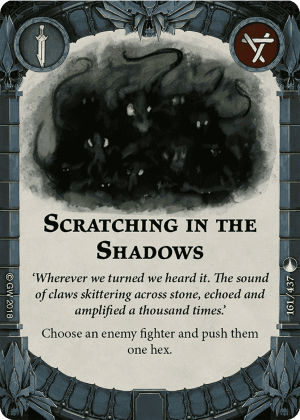 Scratching in the
Shadows
‘Wherever we turned we heard it. The sound
of claws skittering across stone, echoed and
amplified a thousand times.’
Choose an enemy fighter and push them
one hex.
© GW 2018
161/437